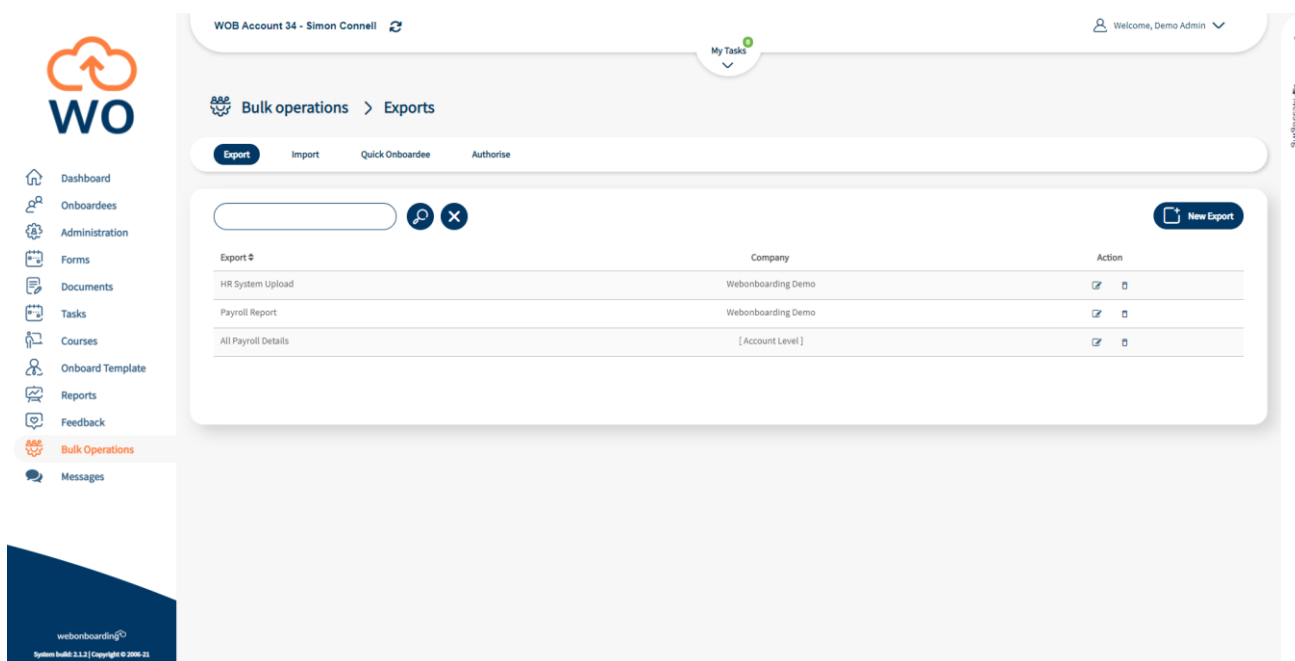 WOB Account 34 - Simon Connell
Welcome, Demo Admin
My Tasks
0
WO
Bulk operations > Exports
Export Import Quick Onboardee Authorise
Dashboard
Onboardees
Administration
Forms
Documents
Tasks
Courses
Onboard Template
Reports
Feedback
Bulk Operations
Messages
New Export
Export Company Action
HR System Upload Webonboarding Demo
Payroll Report Webonboarding Demo
All Payroll Details [ Account Level ]
webonboarding
System build: 2.1.2 | Copyright © 2006-21